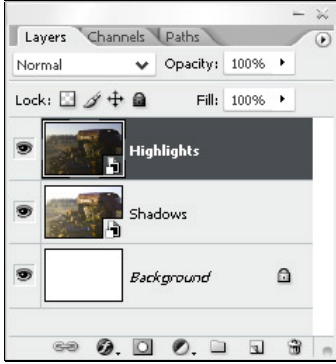 Layers Channels Paths
Normal Opacity: 100%
Lock: Fill: 100%
Highlights
Shadows
Background